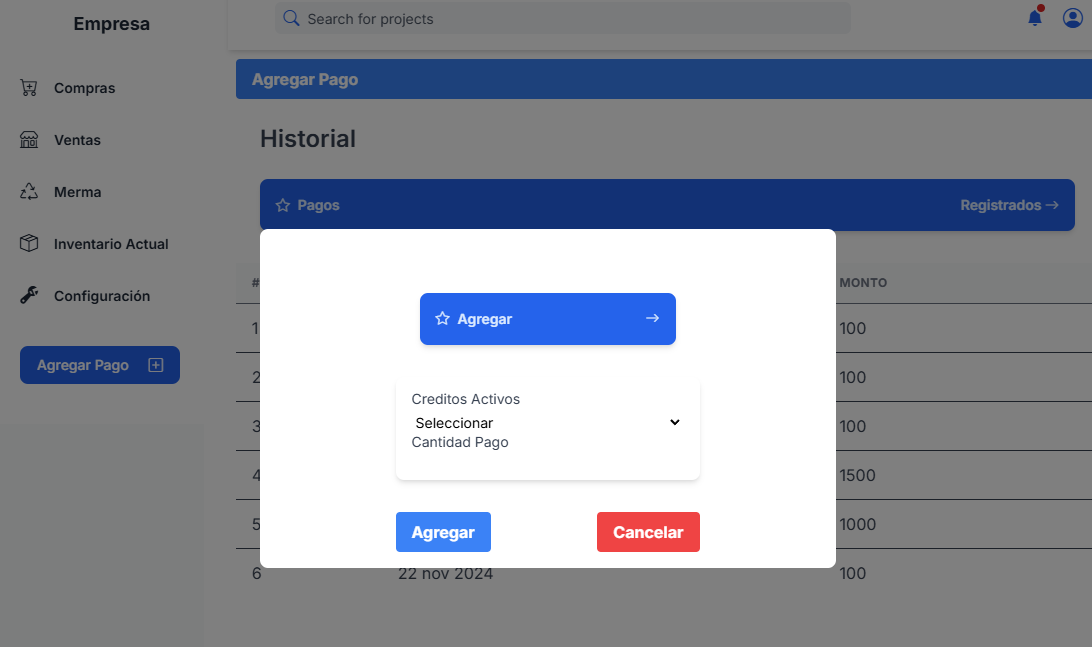 Empresa
Search for projects
Compras
Ventas
Merma
Inventario Actual
Configuración
Agregar Pago
Agregar Pago
Historial
Pagos
Registrados
#
MONTO
1
100
2
100
3
100
4
1500
5
1000
6
22 nov 2024
100
Agregar
Creditos Activos
Seleccionar
Cantidad Pago
Agregar
Cancelar